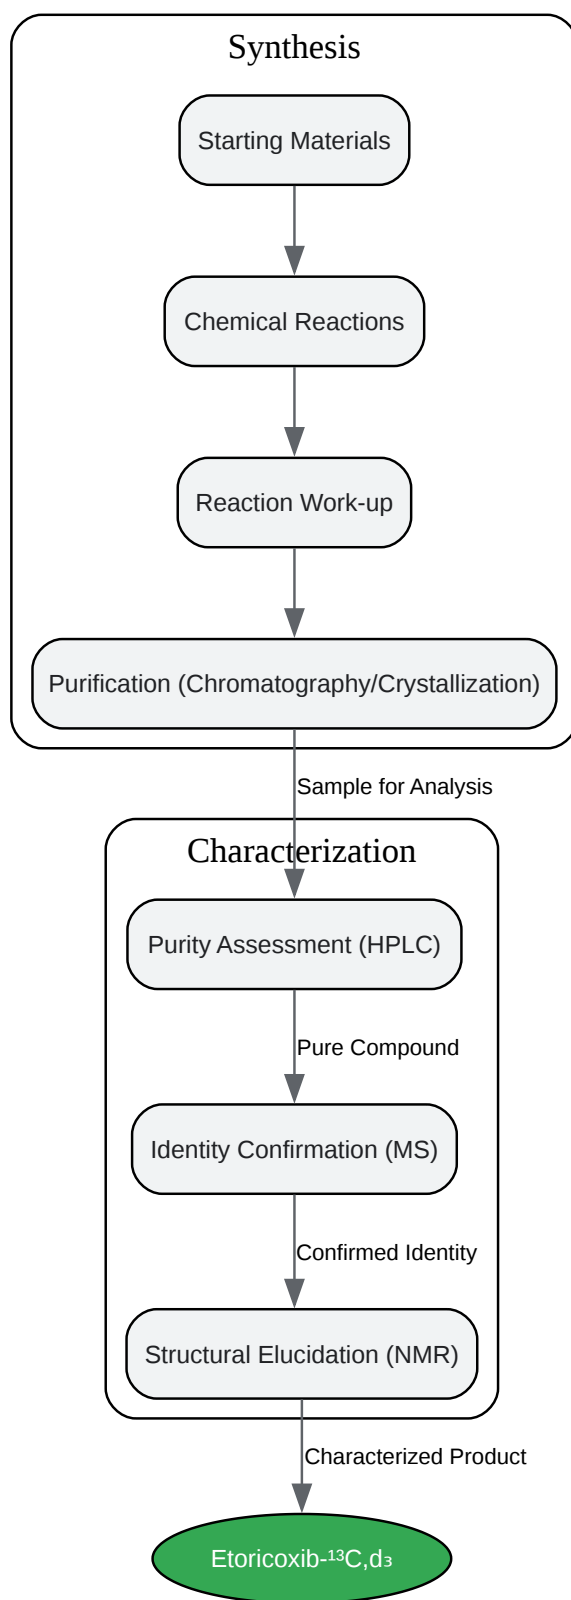 Synthesis
Starting Materials
Chemical Reactions
Reaction Work-up
Purification (Chromatography/Crystallization)
Sample for Analysis
Characterization
Purity Assessment (HPLC)
Pure Compound
Identity Confirmation (MS)
Confirmed Identity
Structural Elucidation (NMR)
Characterized Product
Etoricoxib-¹³C,d₃